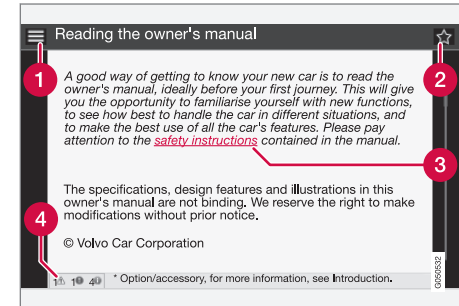 Reading the owner's manual
1
2
A good way of getting to know your new car is to read the
owner's manual, ideally before your first journey. This will give
you the opportunity to familiarise yourself with new functions,
to see how best to handle the car in different situations, and
to make the best use of all the car's features. Please pay
attention to the safety instructions contained in the manual.
3
The specifications, design features and illustrations in this
owner's manual are not binding. We reserve the right to make
modifications without prior notice.
4
© Volvo Car Corporation
1 1 4 * Option/accessory, for more information, see Introduction.
G050532